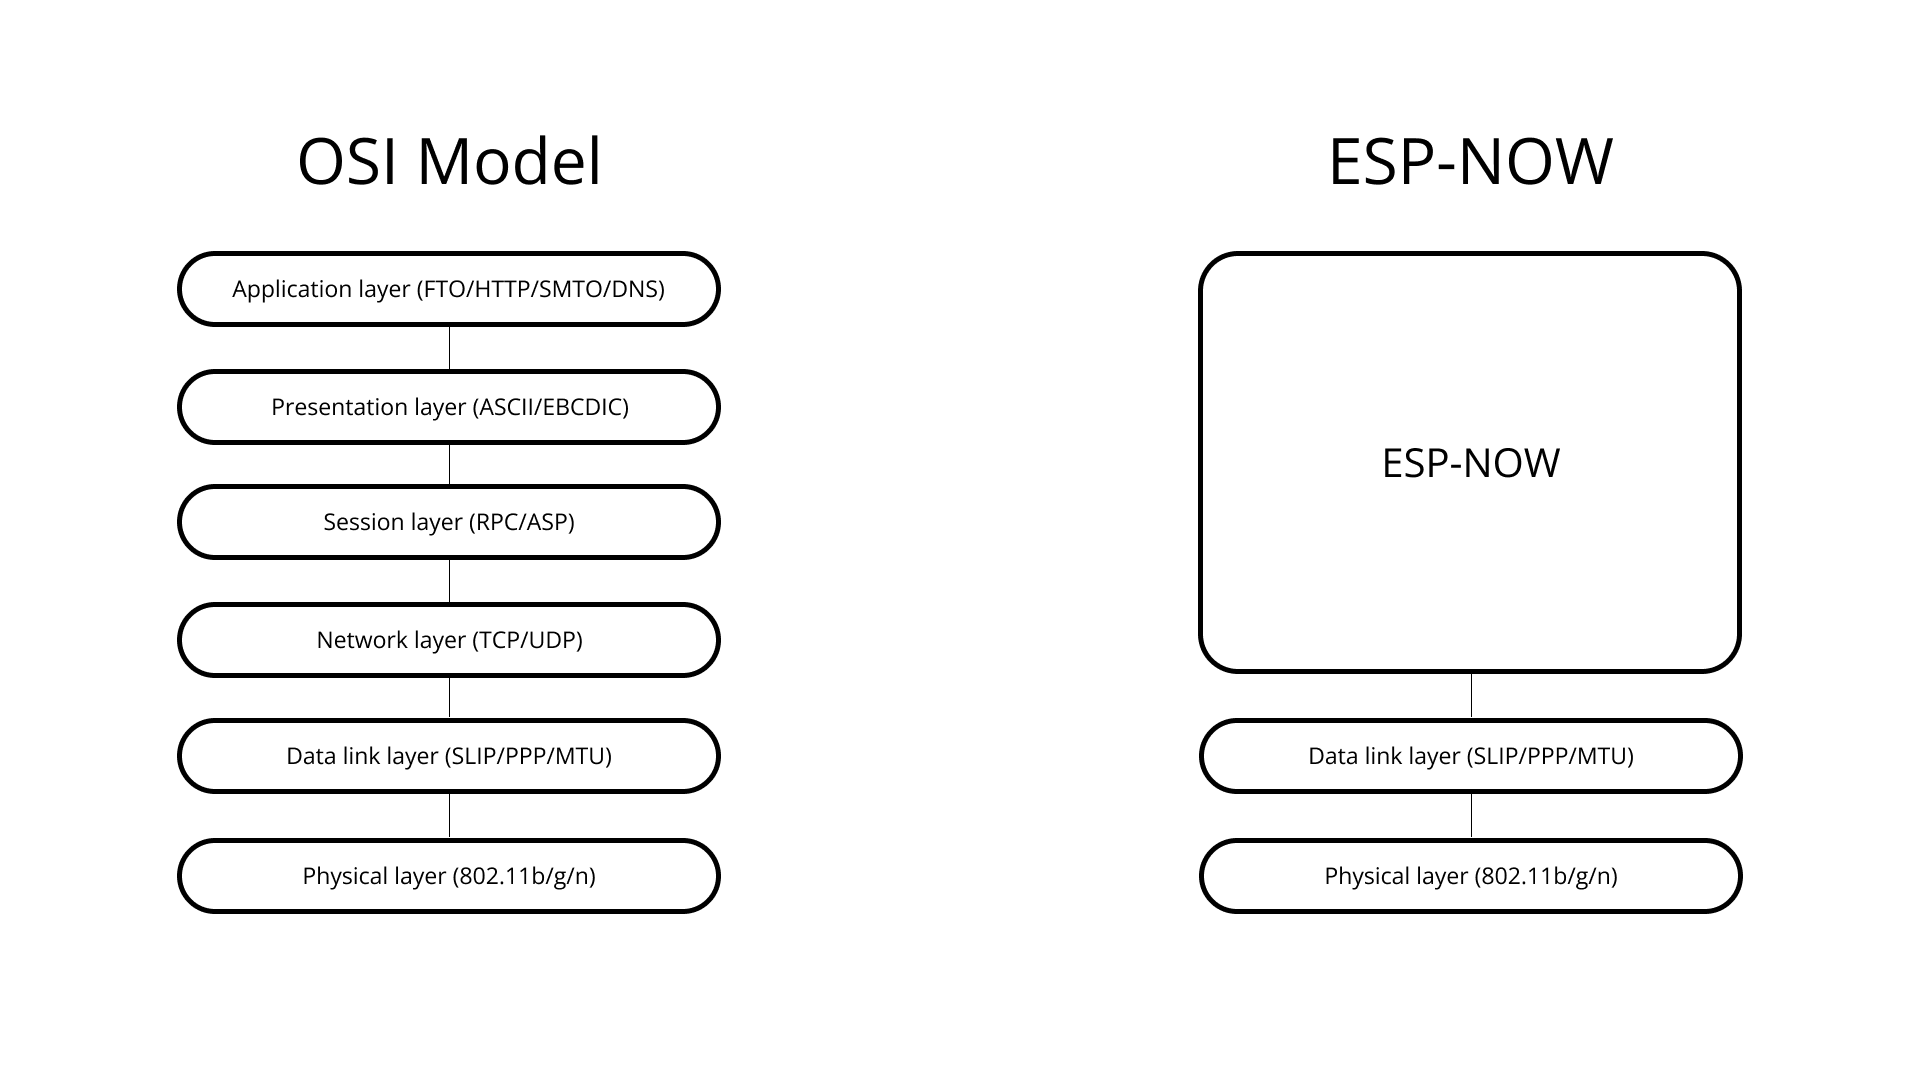 OSI Model
Application layer (FTO/HTTP/SMTO/DNS)
Presentation layer (ASCII/EBCDIC)
Session layer (RPC/ASP)
Network layer (TCP/UDP)
Data link layer (SLIP/PPP/MTU)
Physical layer (802.11b/g/n)
ESP-NOW
ESP-NOW
Data link layer (SLIP/PPP/MTU)
Physical layer (802.11b/g/n)